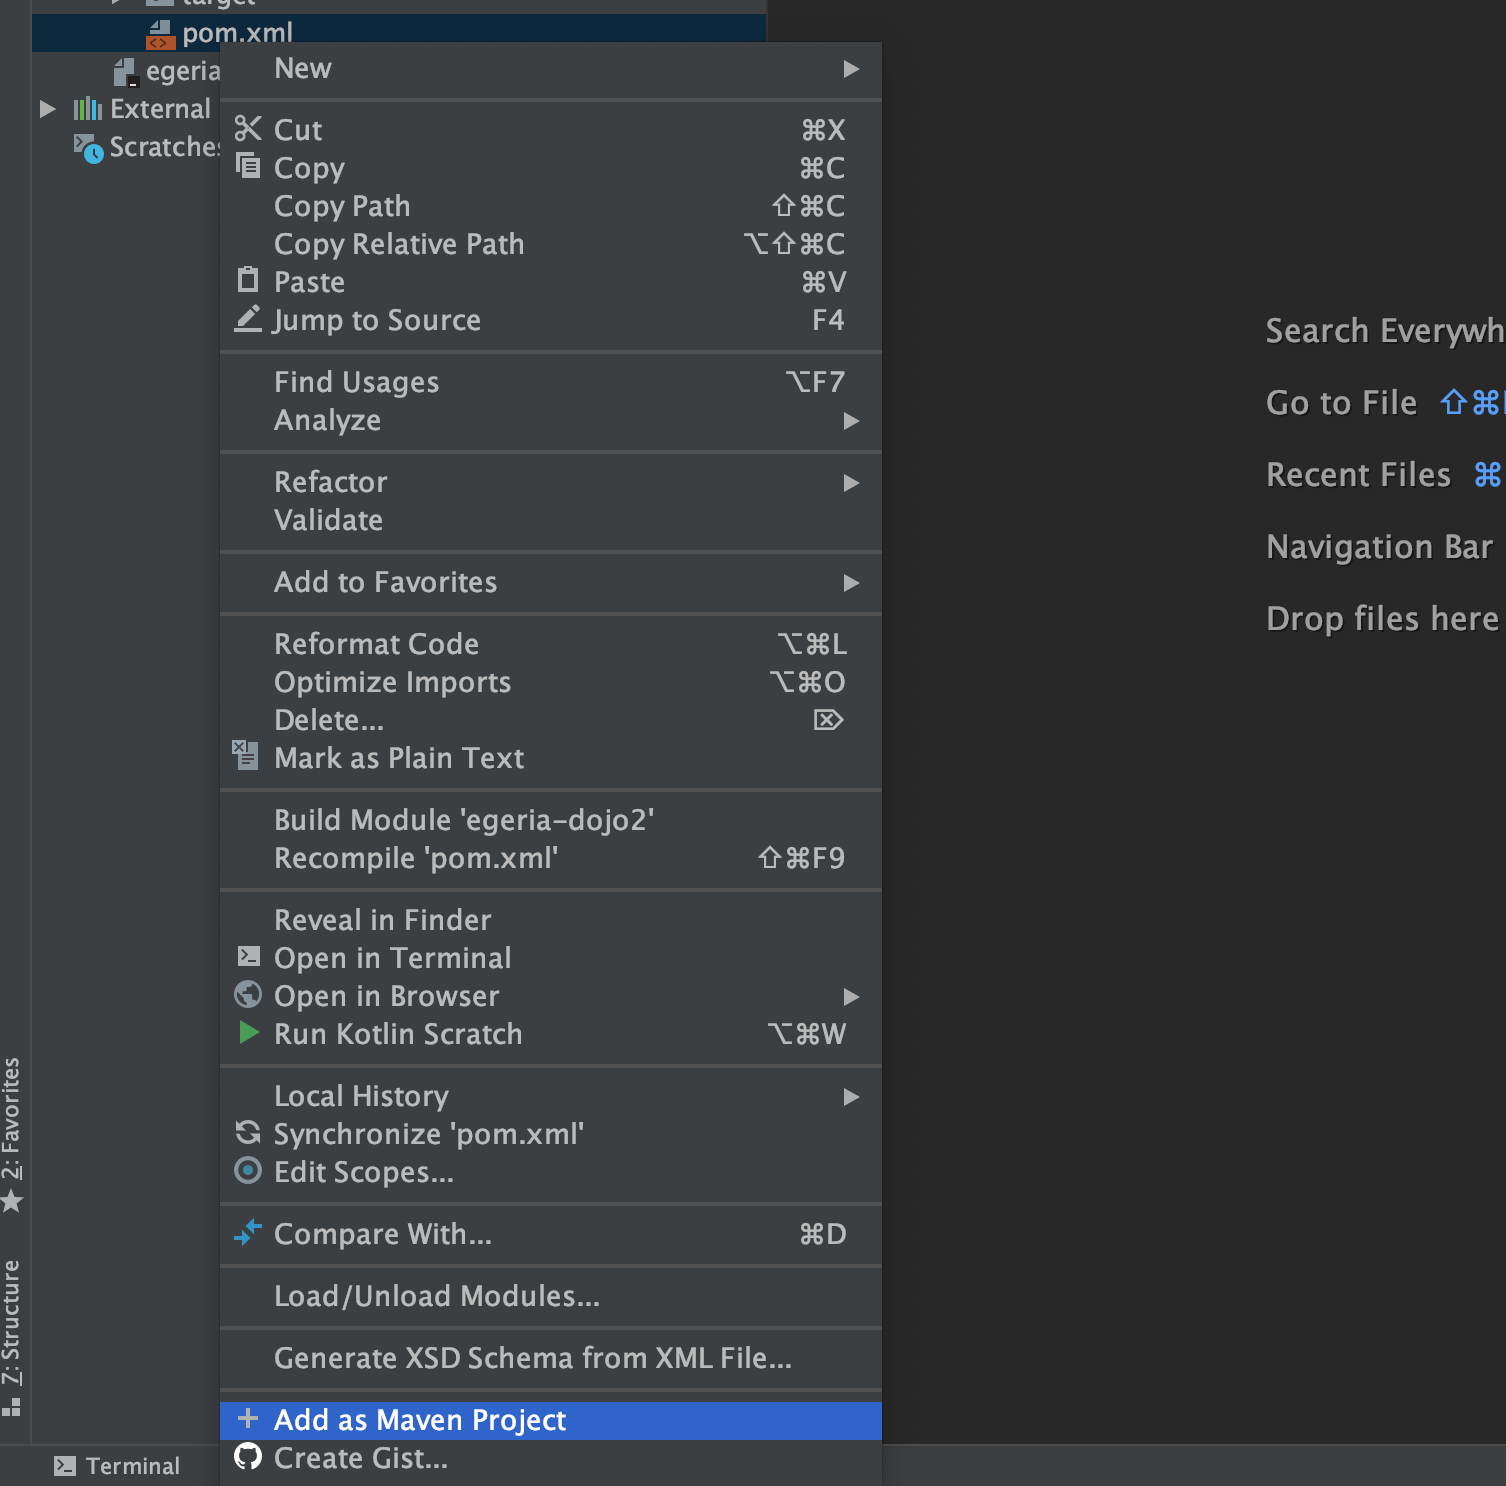 target
pom.xml
egeria
External
Scratches
New
Cut ⌘X
Copy ⌘C
Copy Path ⇧⌘C
Copy Relative Path ⌥⇧⌘C
Paste ⌘V
Jump to Source F4
Find Usages ⌥F7
Analyze
Refactor
Validate
Add to Favorites
Reformat Code ⌥⌘L
Optimize Imports ⌥⌘O
Delete... ⌦
Mark as Plain Text
Build Module 'egeria-dojo2'
Recompile 'pom.xml' ⇧⌘F9
Reveal in Finder
Open in Terminal
Open in Browser
Run Kotlin Scratch ⌥⌘W
Local History
Synchronize 'pom.xml'
Edit Scopes...
Compare With... ⌘D
Load/Unload Modules...
Generate XSD Schema from XML File...
Add as Maven Project
Create Gist...
Search Everywh
Go to File ⇧⌘
Recent Files ⌘
Navigation Bar
Drop files here
2: Favorites
7: Structure
Terminal